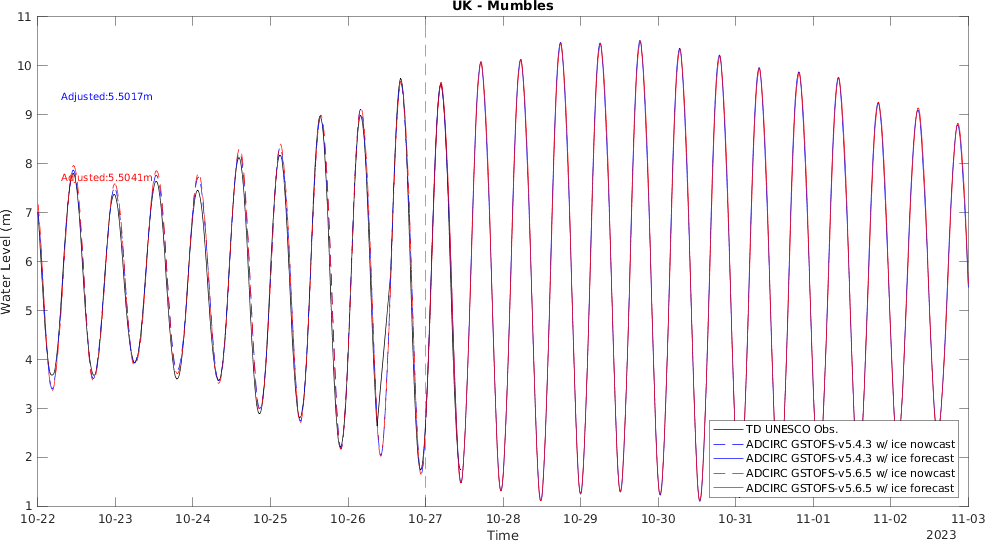 UK - Mumbles
11
10
9
8
7
6
5
4
3
2
1
Water Level (m)
Adjusted:5.5017m
Adjusted:5.5041m
TD UNESCO Obs.
ADCIRC GSTOFS-v5.4.3 w/ ice nowcast
ADCIRC GSTOFS-v5.4.3 w/ ice forecast
ADCIRC GSTOFS-v5.6.5 w/ ice nowcast
ADCIRC GSTOFS-v5.6.5 w/ ice forecast
10-22 10-23 10-24 10-25 10-26 10-27 10-28 10-29 10-30 10-31 11-01 11-02 11-03
Time
2023